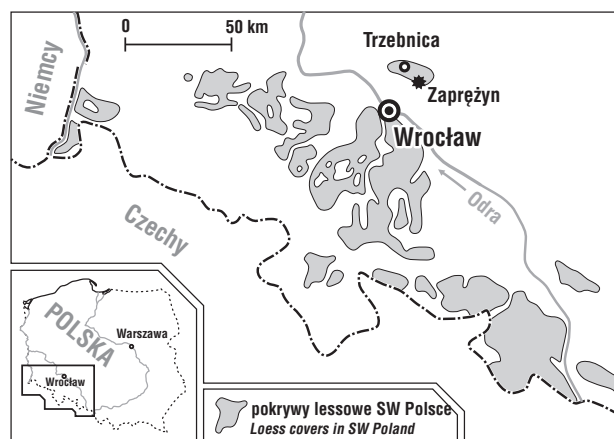 0 50 km
Trzebnica
Zaprężyn
Wrocław
Niemcy
Odra
Czechy
POLSKA
Warszawa
Wrocław
pokrywy lessowe SW Polsce
Loess covers in SW Poland